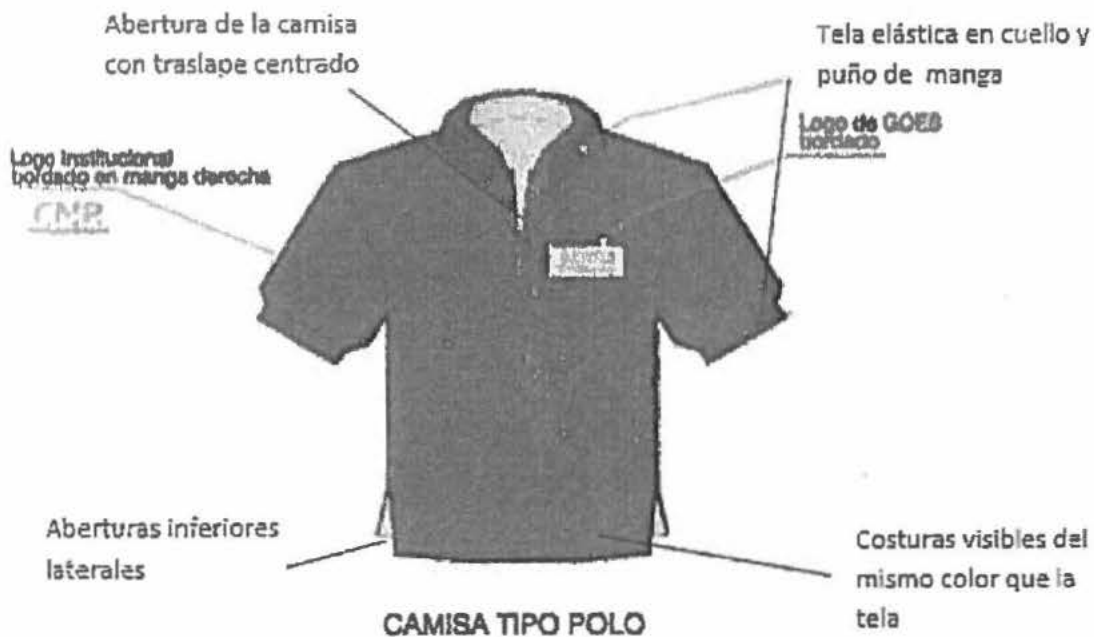 Abertura de la camisa
con traslape centrado
Tela elástica en cuello y
puño de manga
Logo de GOES
bordado
Logo Institucional
bordado en manga derecha
CMP.
Aberturas inferiores
laterales
Costuras visibles del
mismo color que la
tela
CAMISA TIPO POLO